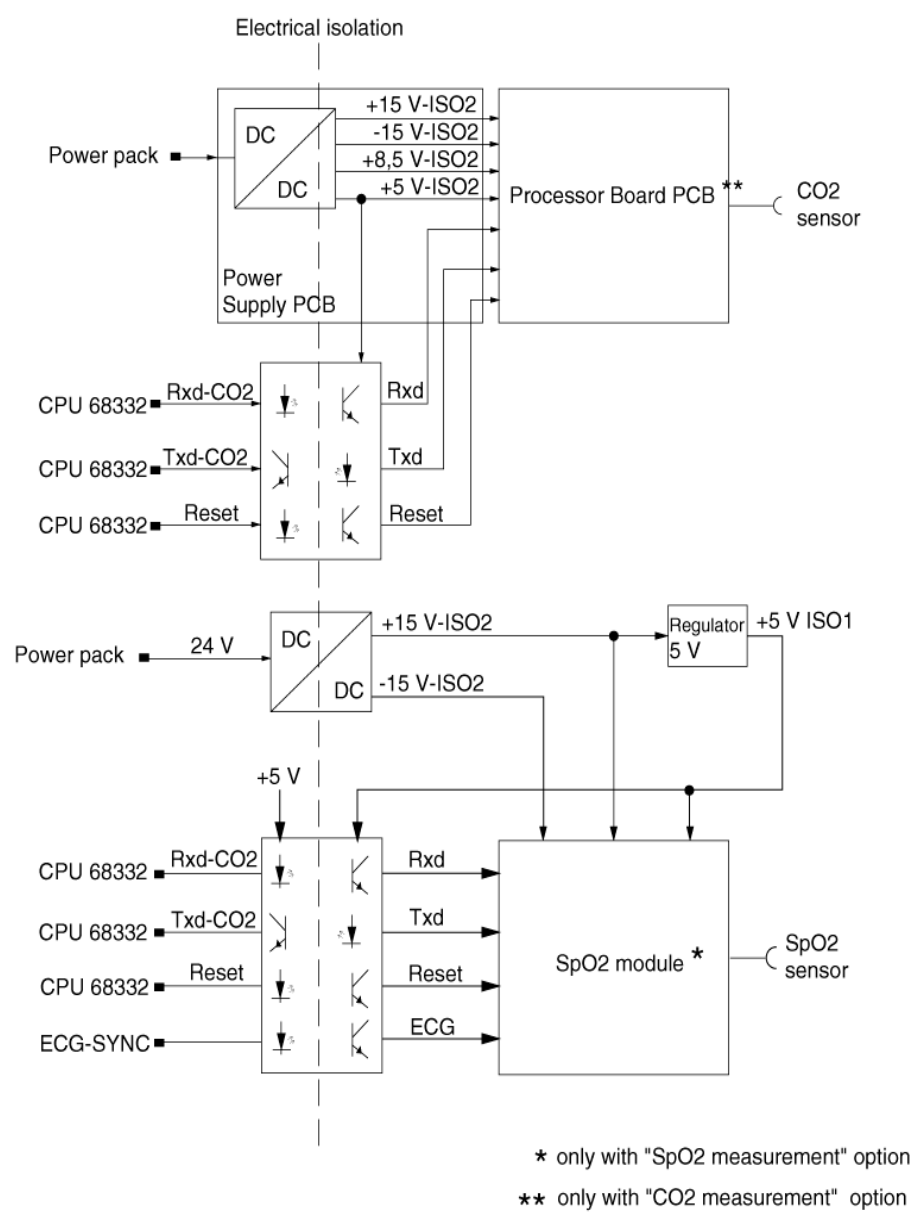 Electrical isolation
+15 V-ISO2
-15 V-ISO2
+8,5 V-ISO2
+5 V-ISO2
DC
DC
Power pack
Processor Board PCB **
CO2
sensor
Power
Supply PCB
CPU 68332
Rxd-CO2
Rxd
CPU 68332
Txd-CO2
Txd
CPU 68332
Reset
Reset
Power pack
24 V
DC
DC
+15 V-ISO2
-15 V-ISO2
Regulator
5 V
+5 V ISO1
+5 V
CPU 68332
Rxd-CO2
Rxd
CPU 68332
Txd-CO2
Txd
CPU 68332
Reset
Reset
ECG-SYNC
ECG
SpO2 module *
SpO2
sensor
* only with "SpO2 measurement" option
** only with "CO2 measurement" option